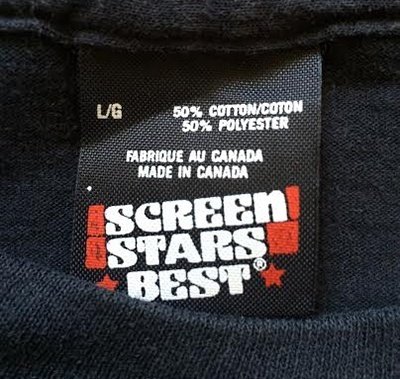 L/G 50% COTTON/COTON
50% POLYESTER
FABRIQUE AU CANADA
MADE IN CANADA
SCREEN
STARS
BEST®